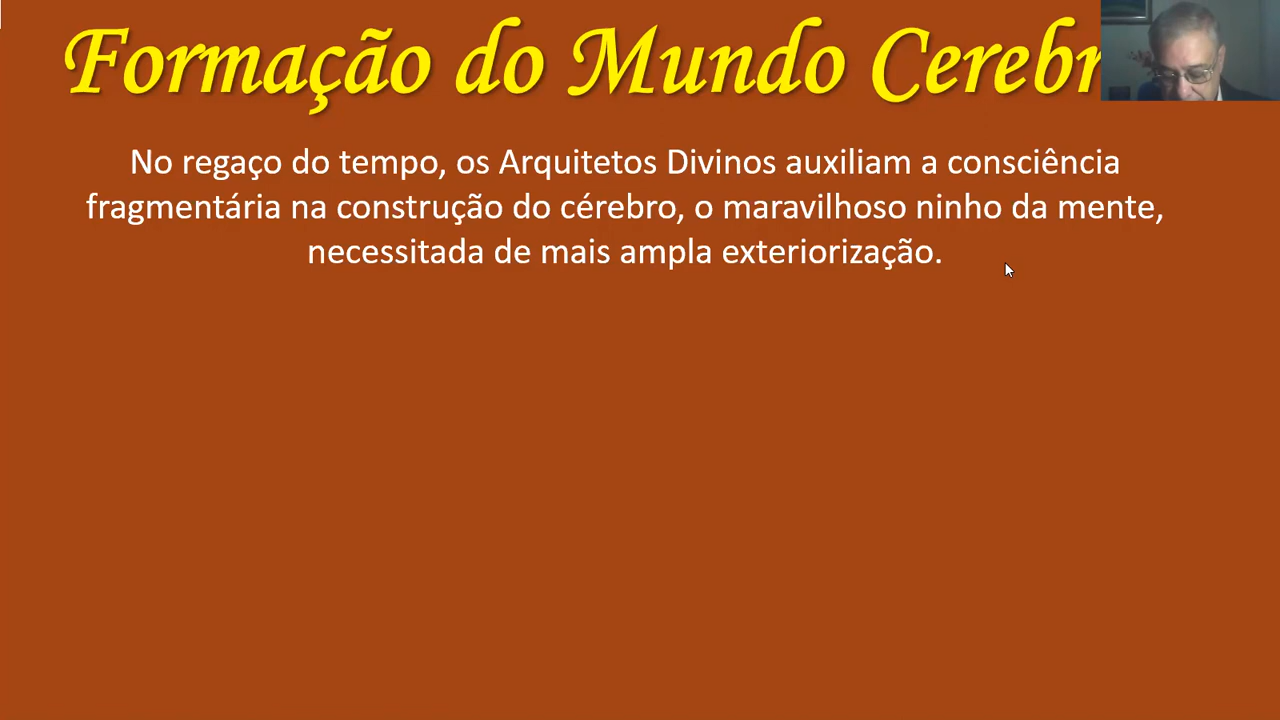 Formação do Mundo
No regaço do tempo, os Arquitetos Divinos auxiliam a consciência
fragmentária na construção do cérebro, o maravilhoso ninho da mente,
necessitada de mais ampla exteriorização.